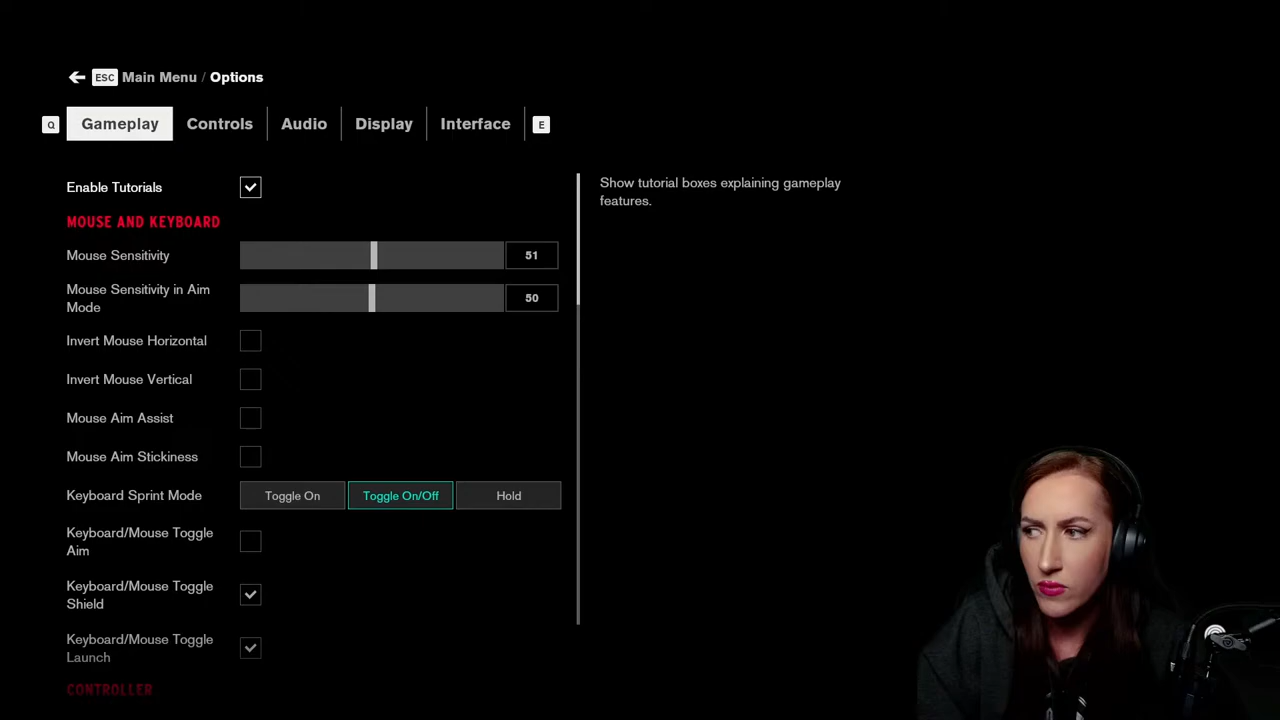 ESC Main Menu / Options
Q Gameplay Controls Audio Display Interface E
Enable Tutorials
Show tutorial boxes explaining gameplay
features.
MOUSE AND KEYBOARD
Mouse Sensitivity 51
Mouse Sensitivity in Aim
Mode 50
Invert Mouse Horizontal
Invert Mouse Vertical
Mouse Aim Assist
Mouse Aim Stickiness
Keyboard Sprint Mode Toggle On Toggle On/Off Hold
Keyboard/Mouse Toggle
Aim
Keyboard/Mouse Toggle
Shield
Keyboard/Mouse Toggle
Launch
CONTROLLER